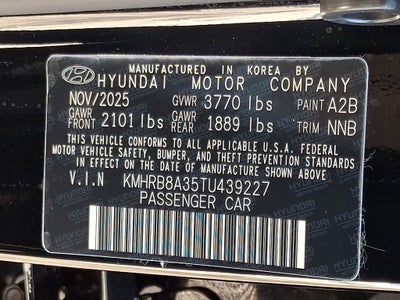 MANUFACTURED IN KOREA BY
HYUNDAI MOTOR COMPANY
NOV/2025 GVWR 3770 lbs PAINT A2B
GAWR FRONT 2101 lbs GAWR REAR 1889 lbs TRIM NNB
THIS VEHICLE CONFORMS TO ALL APPLICABLE U.S.A. FEDERAL
MOTOR VEHICLE SAFETY, BUMPER, AND THEFT PREVENTION STANDARDS
IN EFFECT ON THE DATE OF MANUFACTURE SHOWN ABOVE.
V.I.N KMHRB8A35TU439227
PASSENGER CAR